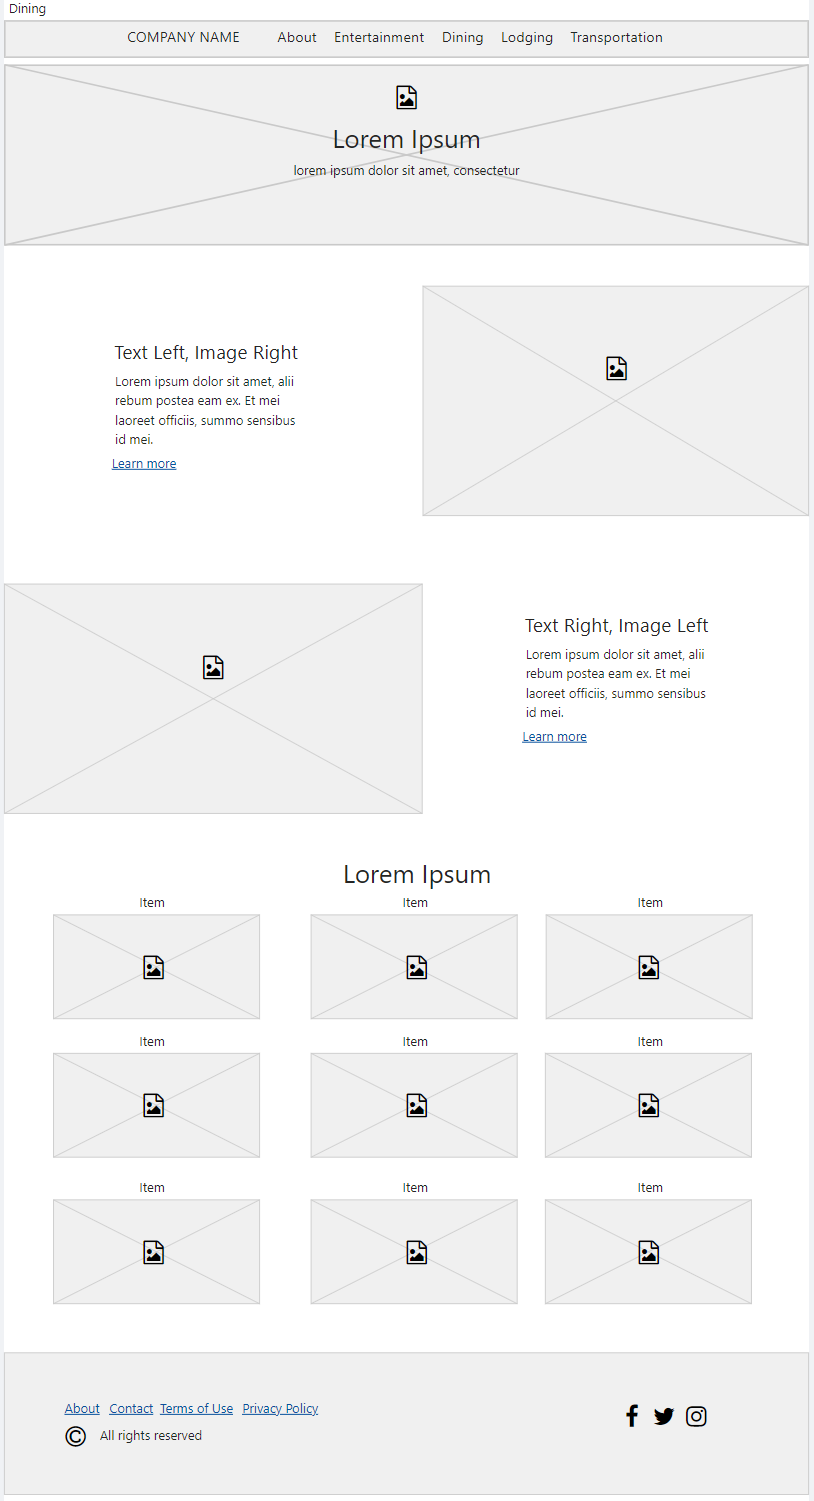 Dining
COMPANY NAME About Entertainment Dining Lodging Transportation
Lorem Ipsum
lorem ipsum dolor sit amet, consectetur
Text Left, Image Right
Lorem ipsum dolor sit amet, alii
rebum postea eam ex. Et mei
laoreet officiis, summo sensibus
id mei.
Learn more
Text Right, Image Left
Lorem ipsum dolor sit amet, alii
rebum postea eam ex. Et mei
laoreet officiis, summo sensibus
id mei.
Learn more
Lorem Ipsum
Item Item Item
Item Item Item
Item Item Item
About Contact Terms of Use Privacy Policy
© All rights reserved